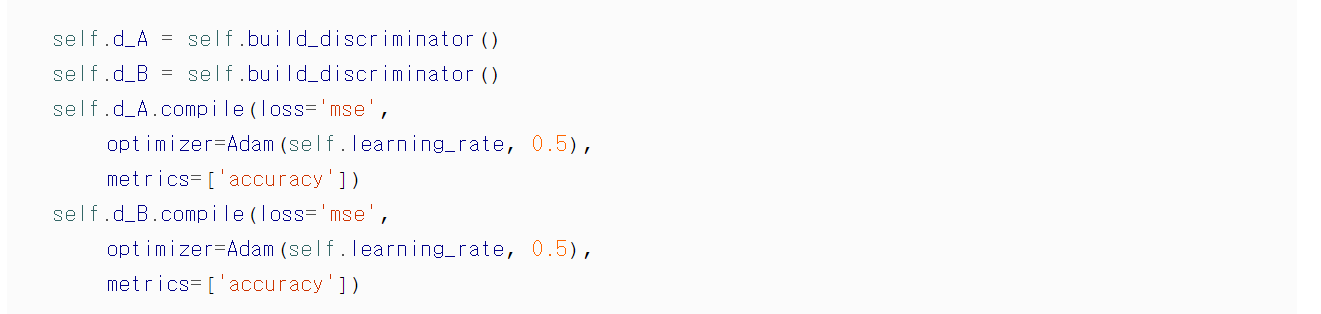 self.d_A = self.build_discriminator()
self.d_B = self.build_discriminator()
self.d_A.compile(loss='mse',
    optimizer=Adam(self.learning_rate, 0.5),
    metrics=['accuracy'])
self.d_B.compile(loss='mse',
    optimizer=Adam(self.learning_rate, 0.5),
    metrics=['accuracy'])